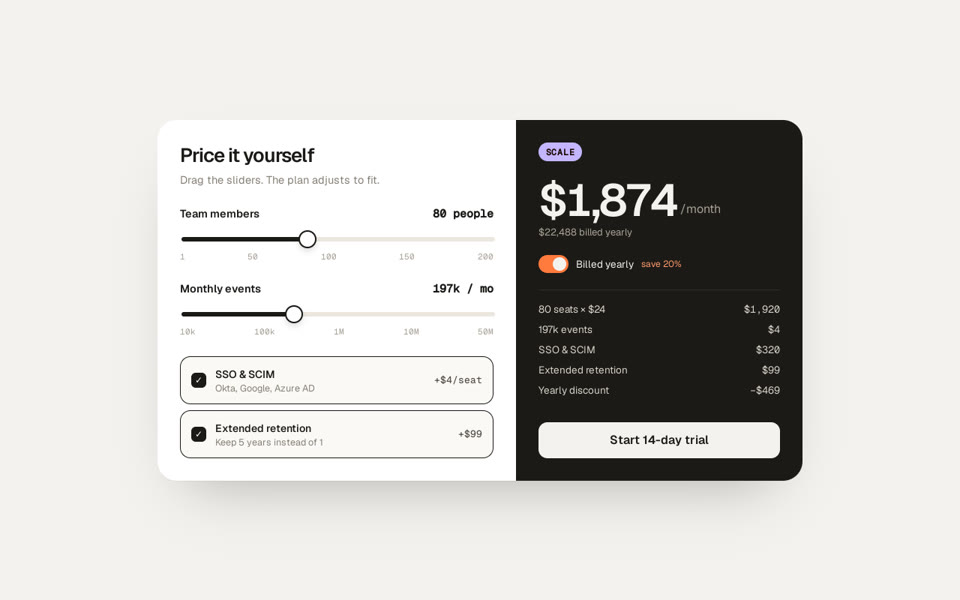 Price it yourself
Drag the sliders. The plan adjusts to fit.
Team members 80 people
1 50 100 150 200
Monthly events 197k / mo
10k 100k 1M 10M 50M
✓ SSO & SCIM +$4/seat
Okta, Google, Azure AD
✓ Extended retention +$99
Keep 5 years instead of 1
SCALE
$1,874 /month
$22,488 billed yearly
Billed yearly save 20%
80 seats × $24 $1,920
197k events $4
SSO & SCIM $320
Extended retention $99
Yearly discount −$469
Start 14-day trial